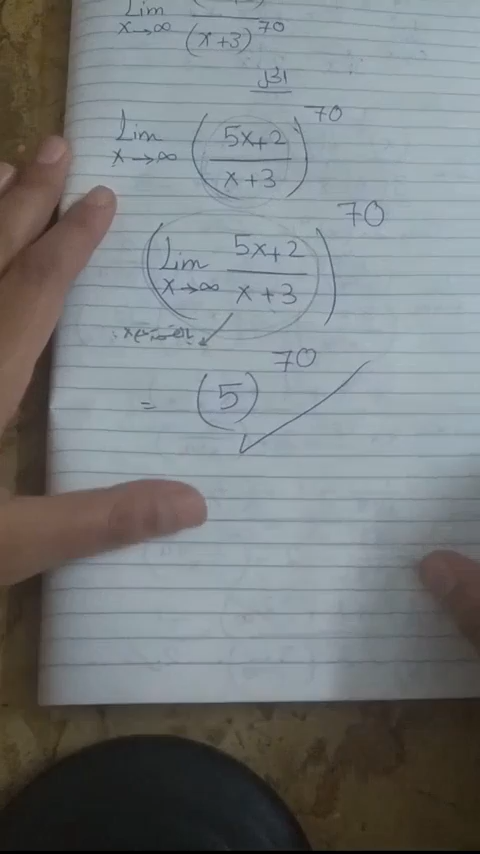 Lim
x→∞ (x+3)^70
الحل
Lim x→∞ (5x+2 / x+3)^70
(Lim x→∞ 5x+2 / x+3)^70
= (5)^70